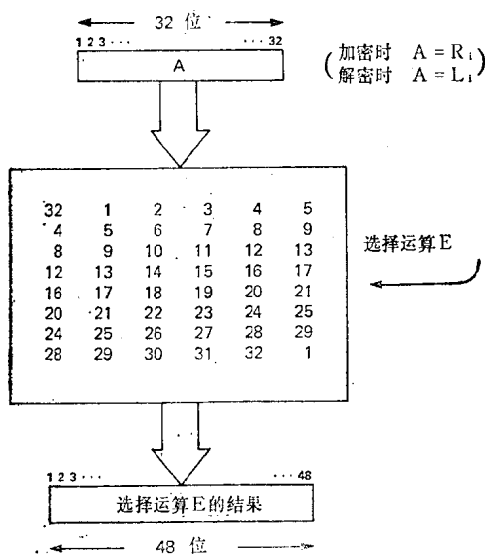 32 位
1 2 3 ··· ··· 32
A
(加密时 A = R i
解密时 A = L i)
32 1 2 3 4 5
4 5 6 7 8 9
8 9 10 11 12 13
12 13 14 15 16 17
16 17 18 19 20 21
20 21 22 23 24 25
24 25 26 27 28 29
28 29 30 31 32 1
选择运算E
1 2 3 ··· ··· 48
选择运算E的结果
48 位